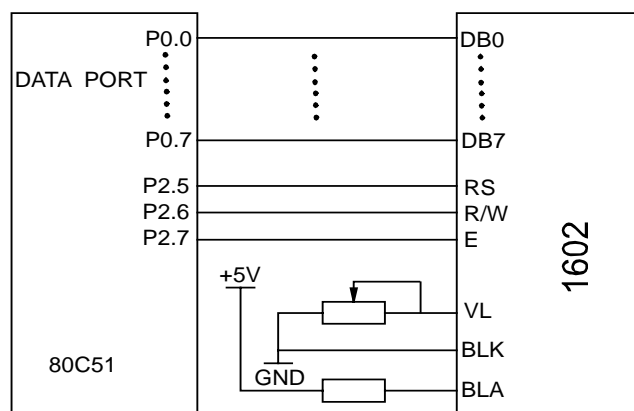 P0.0 DB0
DATA PORT
P0.7 DB7
P2.5 RS
P2.6 R/W
P2.7 E
+5V
1602
VL
BLK
80C51 GND
BLA